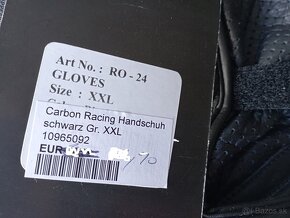 Art No. : RO - 24
GLOVES
Size : XXL
Carbon Racing Handschuh
schwarz Gr. XXL
10965092
EUR
bazos.sk